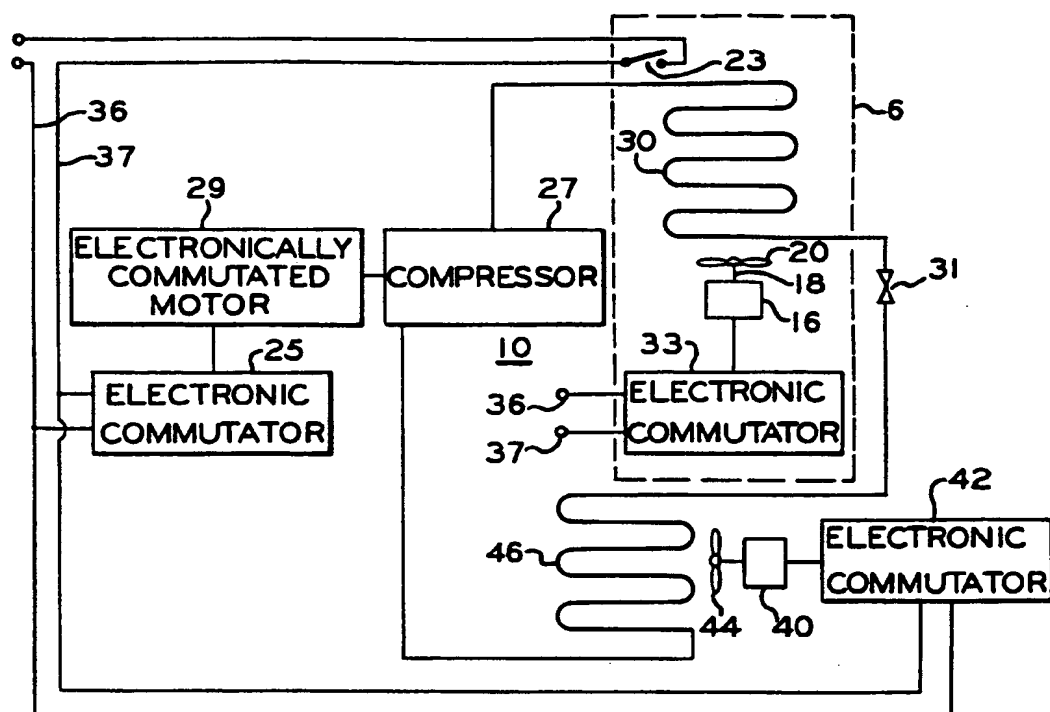 36
37
23
6
30
29
27
ELECTRONICALLY
COMMUTATED
MOTOR
COMPRESSOR
20
18
16
31
25
10
33
ELECTRONIC
COMMUTATOR
36
37
ELECTRONIC
COMMUTATOR
42
46
44
40
ELECTRONIC
COMMUTATOR